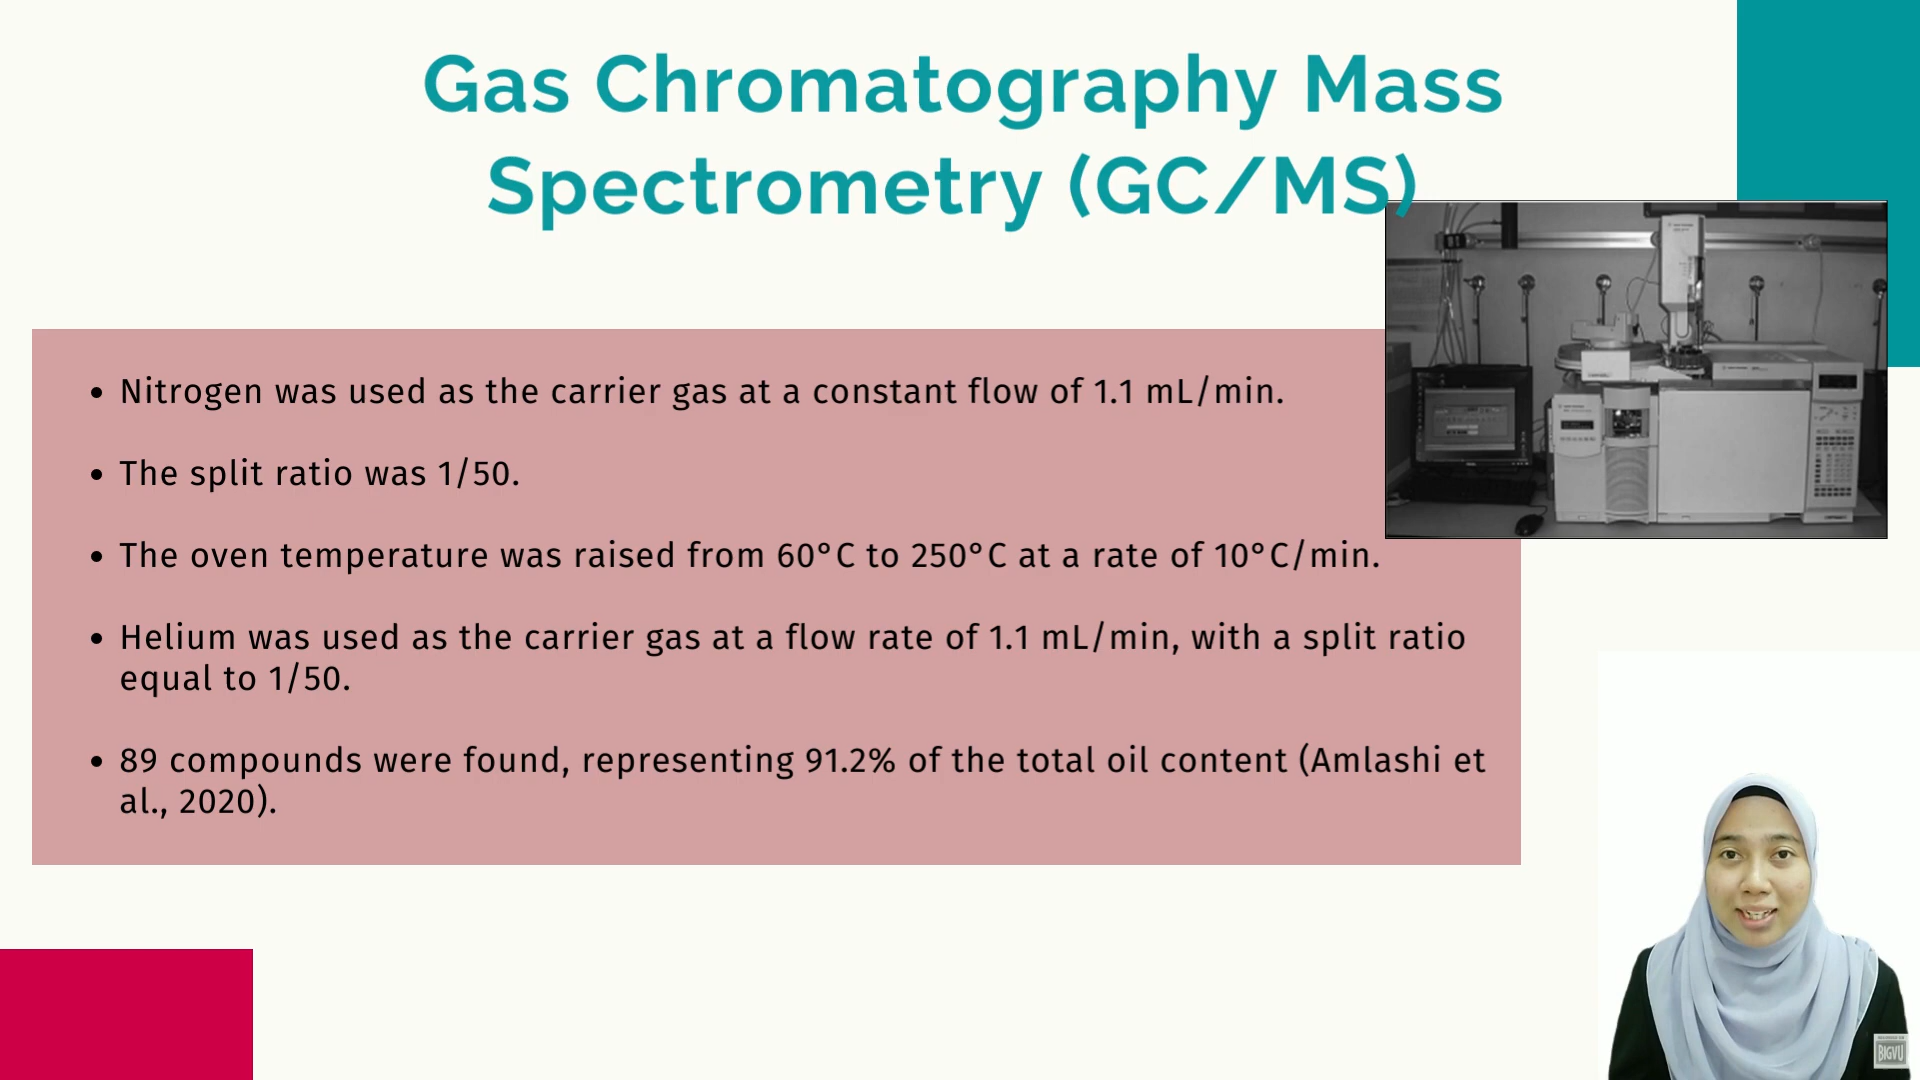 Gas Chromatography Mass
Spectrometry (GC/MS)
• Nitrogen was used as the carrier gas at a constant flow of 1.1 mL/min.
• The split ratio was 1/50.
• The oven temperature was raised from 60°C to 250°C at a rate of 10°C/min.
• Helium was used as the carrier gas at a flow rate of 1.1 mL/min, with a split ratio
equal to 1/50.
• 89 compounds were found, representing 91.2% of the total oil content (Amlashi et
al., 2020).
BIGVU